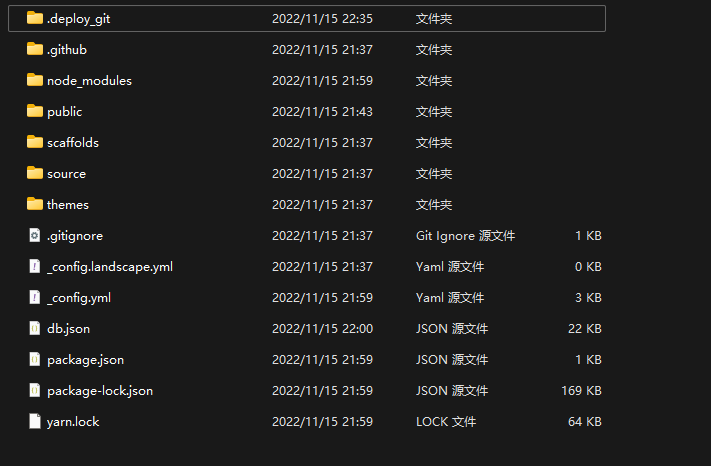 .deploy_git 2022/11/15 22:35 文件夹
.github 2022/11/15 21:37 文件夹
node_modules 2022/11/15 21:59 文件夹
public 2022/11/15 21:43 文件夹
scaffolds 2022/11/15 21:37 文件夹
source 2022/11/15 21:37 文件夹
themes 2022/11/15 21:37 文件夹
.gitignore 2022/11/15 21:37 Git Ignore 源文件 1 KB
_config.landscape.yml 2022/11/15 21:37 Yaml 源文件 0 KB
_config.yml 2022/11/15 21:59 Yaml 源文件 3 KB
db.json 2022/11/15 22:00 JSON 源文件 22 KB
package.json 2022/11/15 21:59 JSON 源文件 1 KB
package-lock.json 2022/11/15 21:59 JSON 源文件 169 KB
yarn.lock 2022/11/15 21:59 LOCK 文件 64 KB